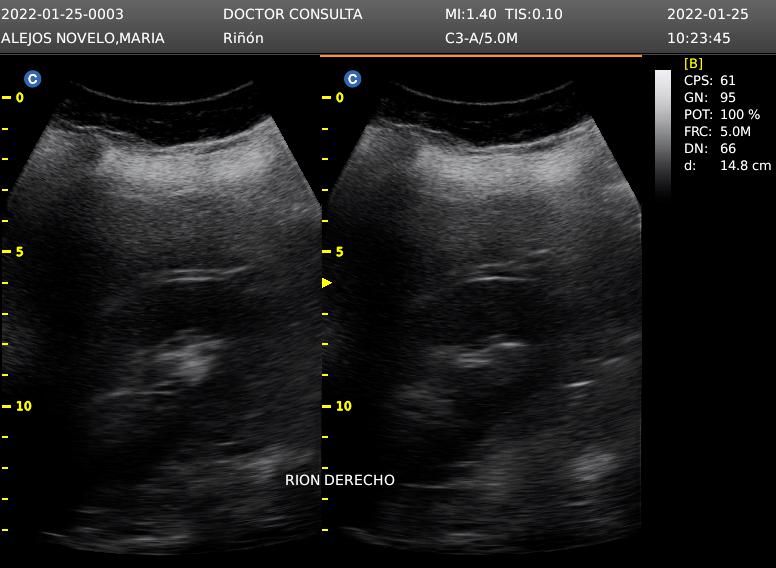 2022-01-25-0003 DOCTOR CONSULTA MI:1.40 TIS:0.10 2022-01-25
ALEJOS NOVELO,MARIA Riñón C3-A/5.0M 10:23:45
C C
[B]
CPS: 61
GN: 95
POT: 100 %
FRC: 5.0M
DN: 66
d: 14.8 cm
0 0
5 5
10 10
RION DERECHO